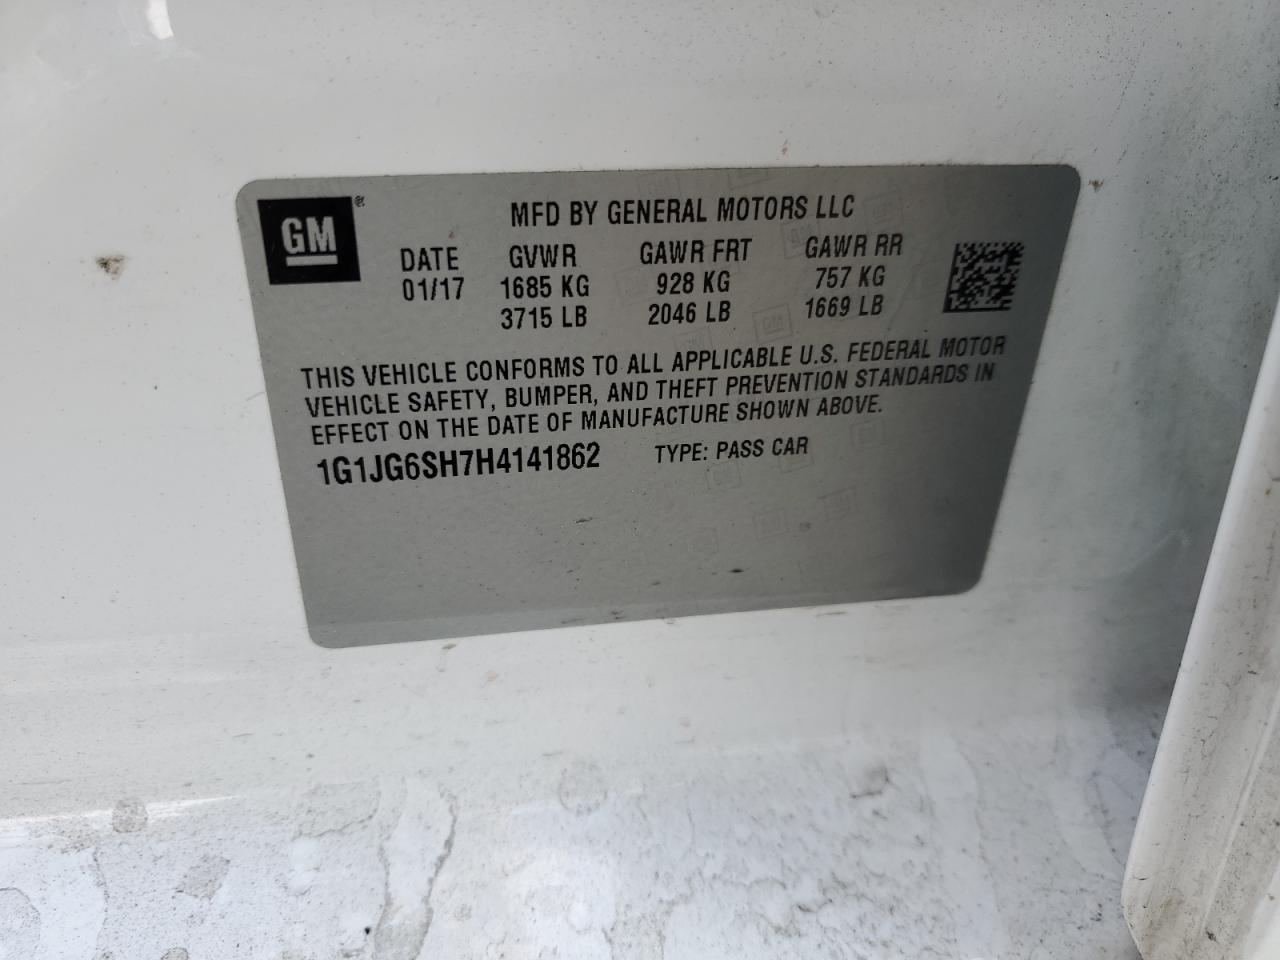 GM ®
MFD BY GENERAL MOTORS LLC
DATE GVWR GAWR FRT GAWR RR
01/17 1685 KG 928 KG 757 KG
3715 LB 2046 LB 1669 LB
THIS VEHICLE CONFORMS TO ALL APPLICABLE U.S. FEDERAL MOTOR
VEHICLE SAFETY, BUMPER, AND THEFT PREVENTION STANDARDS IN
EFFECT ON THE DATE OF MANUFACTURE SHOWN ABOVE.
1G1JG6SH7H4141862 TYPE: PASS CAR